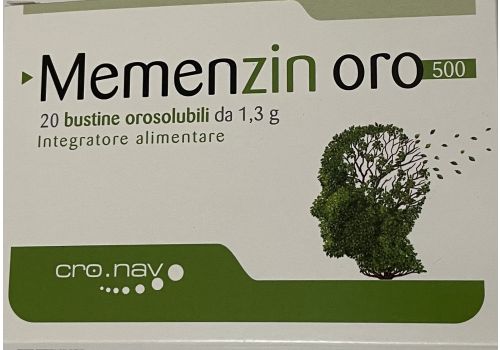 Memenzin oro 500
20 bustine orosolubili da 1,3 g
Integratore alimentare
cro.nav